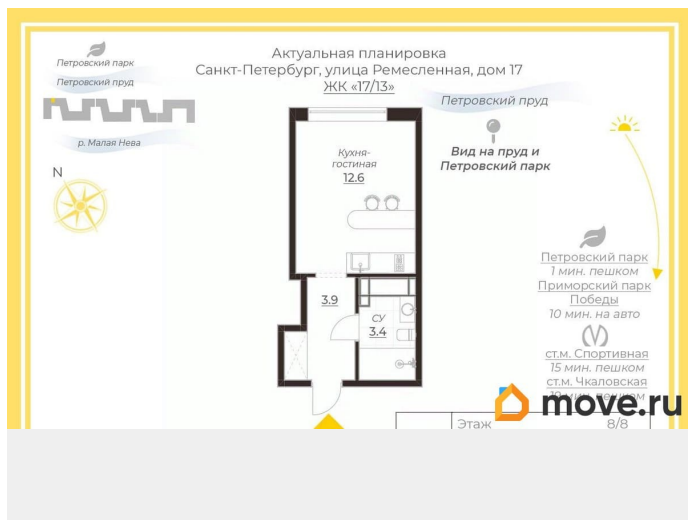 Актуальная планировка
Санкт-Петербург, улица Ремесленная, дом 17
ЖК «17/13»
Петровский парк
Петровский пруд
р. Малая Нева
N
Петровский пруд
Вид на пруд и
Петровский парк
Кухня-
гостиная
12.6
3.9
СУ
3.4
Петровский парк
1 мин. пешком
Приморский парк
Победы
10 мин. на авто
ст.м. Спортивная
15 мин. пешком
ст.м. Чкаловская
мин. пешком
move.ru
Этаж 8/8